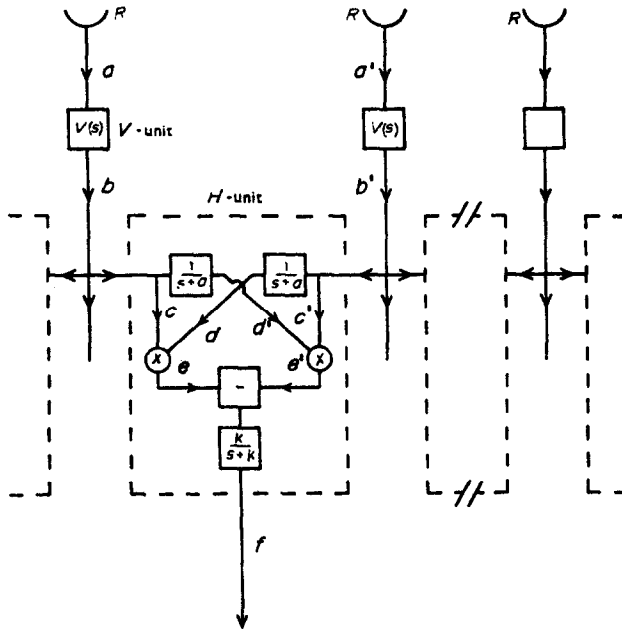 R R R
a a'
V(s) V-unit V(s)
b b'
H-unit
1/(s+a) 1/(s+a)
c d d' c'
x e e' x
-
k/(s+k)
f